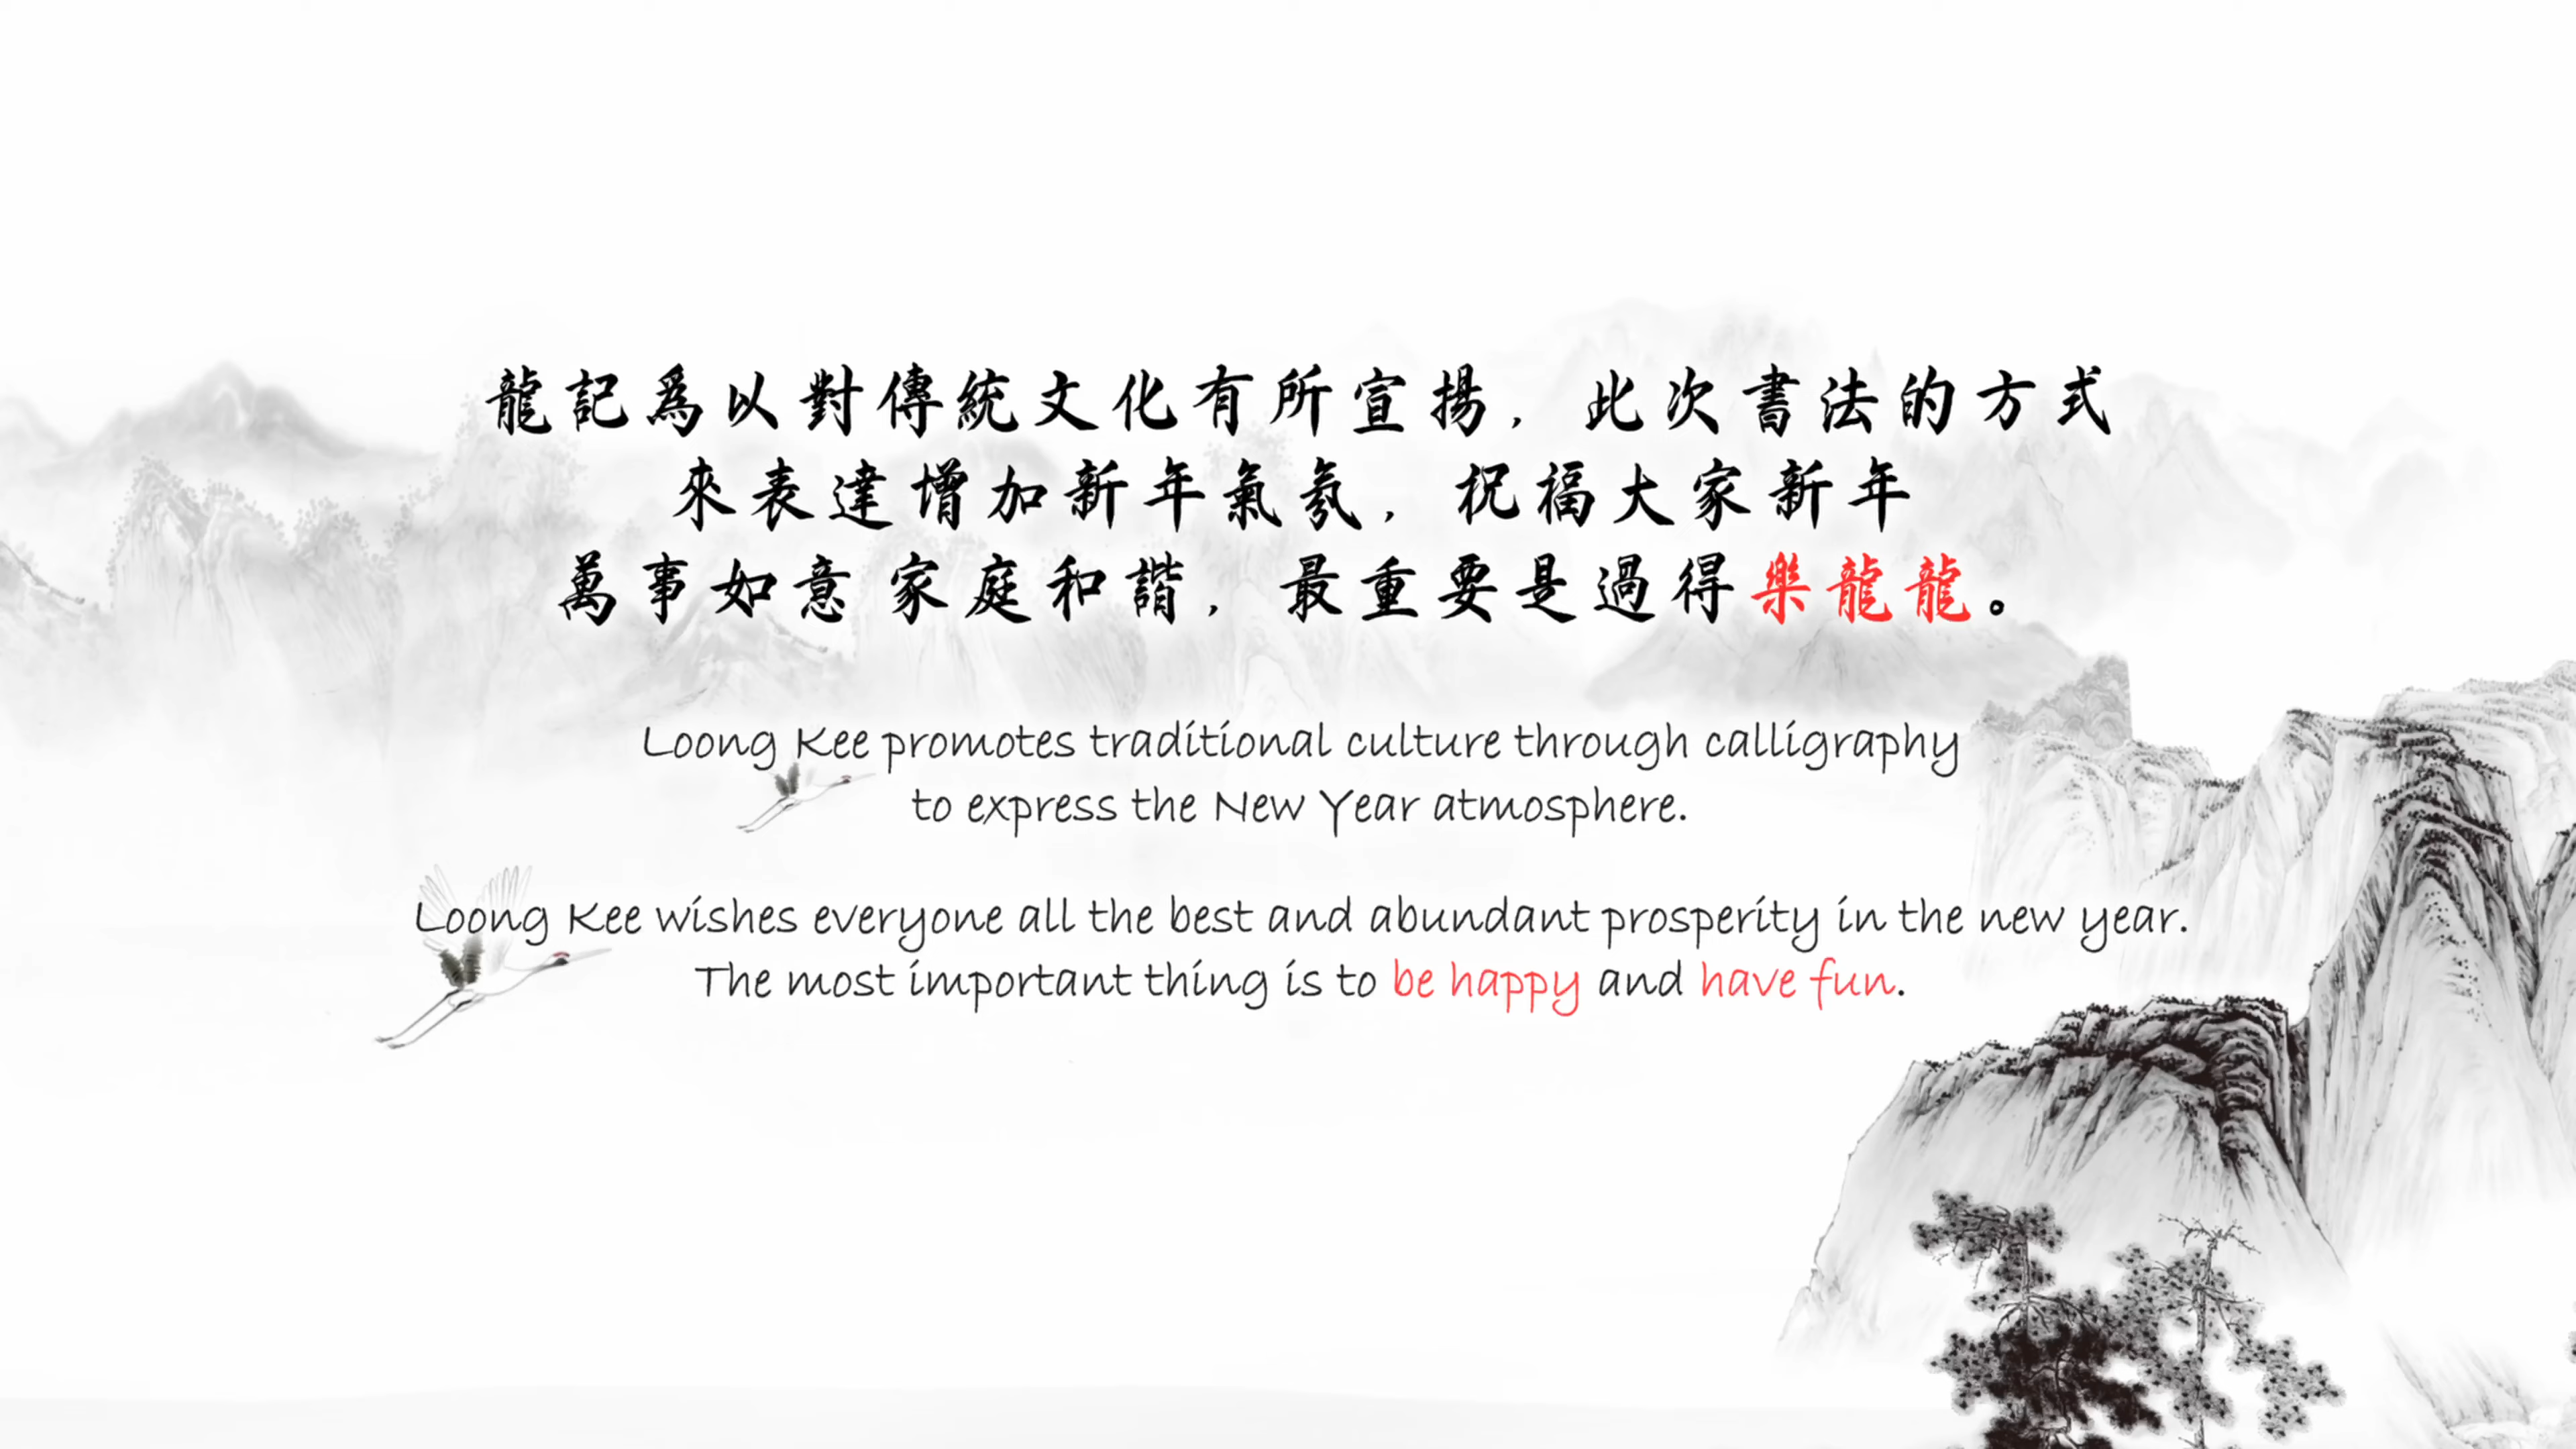 龍記爲以對傳統文化有所宣揚，此次書法的方式
來表達增加新年氣氛，祝福大家新年
萬事如意 家庭和諧，最重要是過得樂龍龍。
Loong Kee promotes traditional culture through calligraphy
to express the New Year atmosphere.
Loong Kee wishes everyone all the best and abundant prosperity in the new year.
The most important thing is to be happy and have fun.